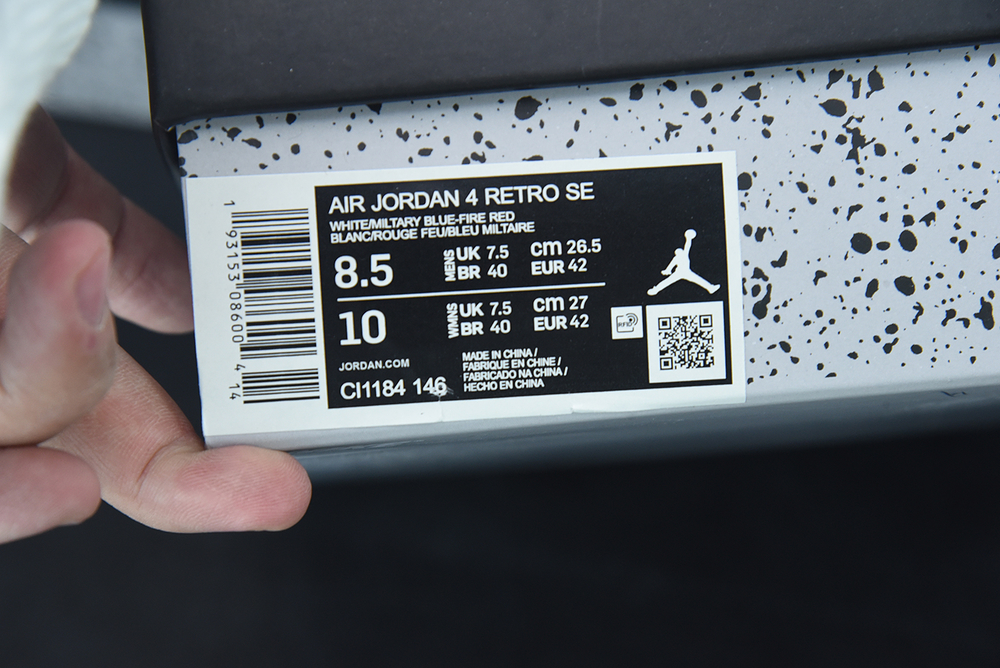 AIR JORDAN 4 RETRO SE
WHITE/MILTARY BLUE-FIRE RED
BLANC/ROUGE FEU/BLEU MILTAIRE
8.5 MENS UK 7.5 CM 26.5
BR 40 EUR 42
10 WMNS UK 7.5 CM 27
BR 40 EUR 42
RFID
JORDAN.COM
MADE IN CHINA /
FABRIQUE EN CHINE /
FABRICADO NA CHINA /
HECHO EN CHINA
CI1184 146
1 93153 08600 4 14